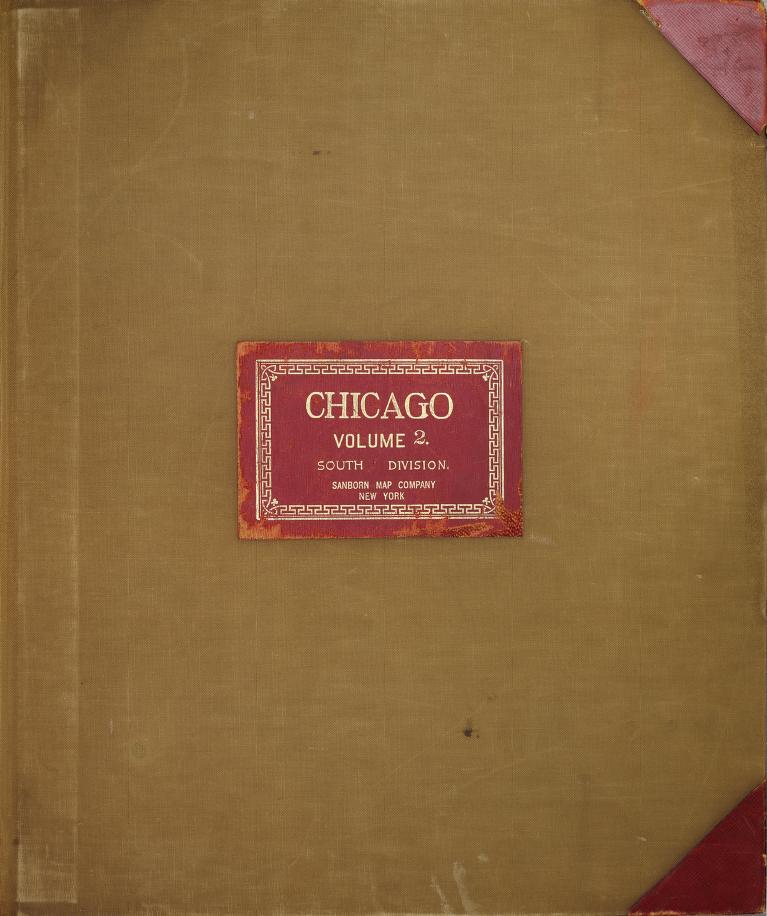 CHICAGO
VOLUME 2.
SOUTH DIVISION.
SANBORN MAP COMPANY
NEW YORK